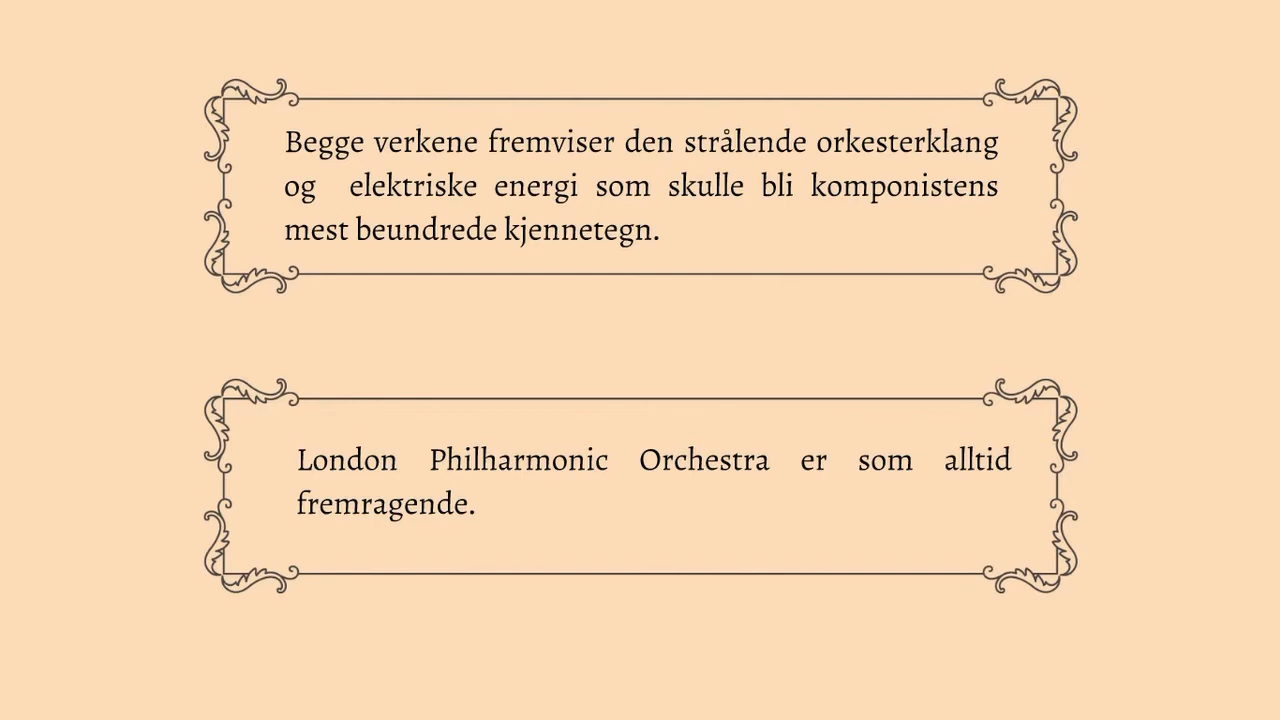 Begge verkene fremviser den strålende orkesterklang
og elektriske energi som skulle bli komponistens
mest beundrede kjennetegn.
London Philharmonic Orchestra er som alltid
fremragende.